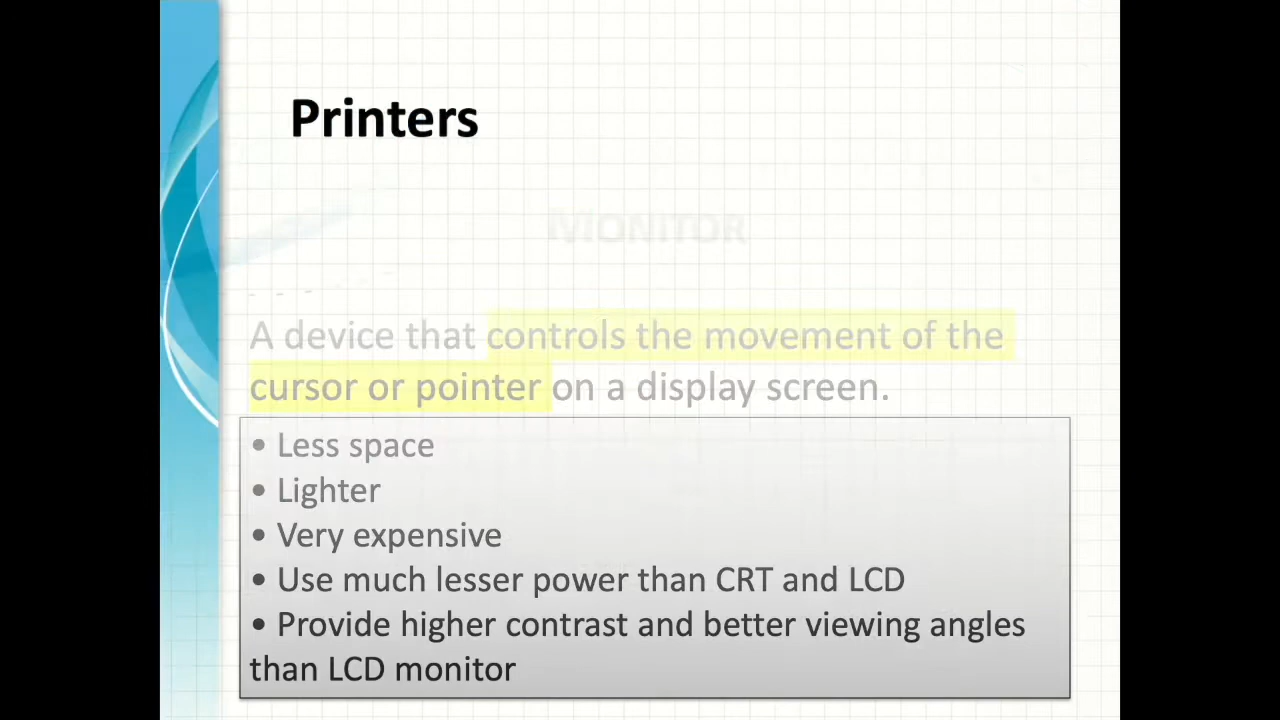 Printers
MONITOR
A device that controls the movement of the
cursor or pointer on a display screen.
• Less space
• Lighter
• Very expensive
• Use much lesser power than CRT and LCD
• Provide higher contrast and better viewing angles
than LCD monitor